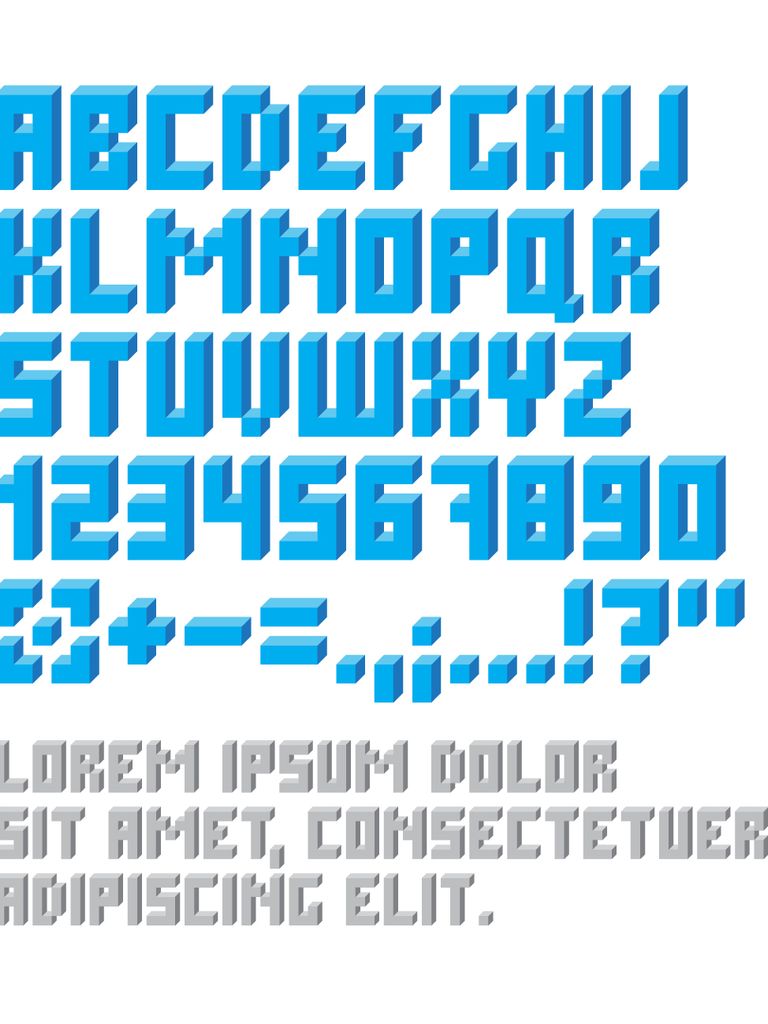 ABCDEFGHIJ
KLMNOPQR
STUVWXYZ
1234567890
+-=.,;...!?"
LOREM IPSUM DOLOR
SIT AMET, CONSECTETUER
ADIPISCING ELIT.